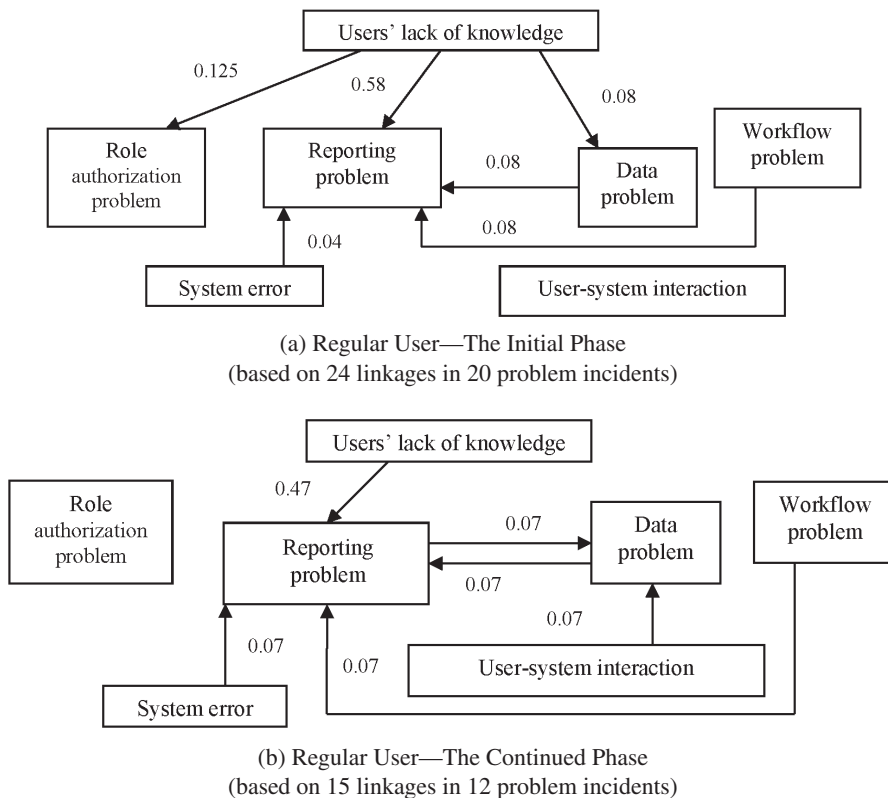 Users' lack of knowledge
0.125
0.58
0.08
Role
authorization
problem
Reporting
problem
0.08
Data
problem
Workflow
problem
0.04
0.08
System error
User-system interaction
(a) Regular User—The Initial Phase
(based on 24 linkages in 20 problem incidents)
Users' lack of knowledge
0.47
Role
authorization
problem
Reporting
problem
0.07
0.07
Data
problem
Workflow
problem
0.07
0.07
0.07
User-system interaction
System error
(b) Regular User—The Continued Phase
(based on 15 linkages in 12 problem incidents)